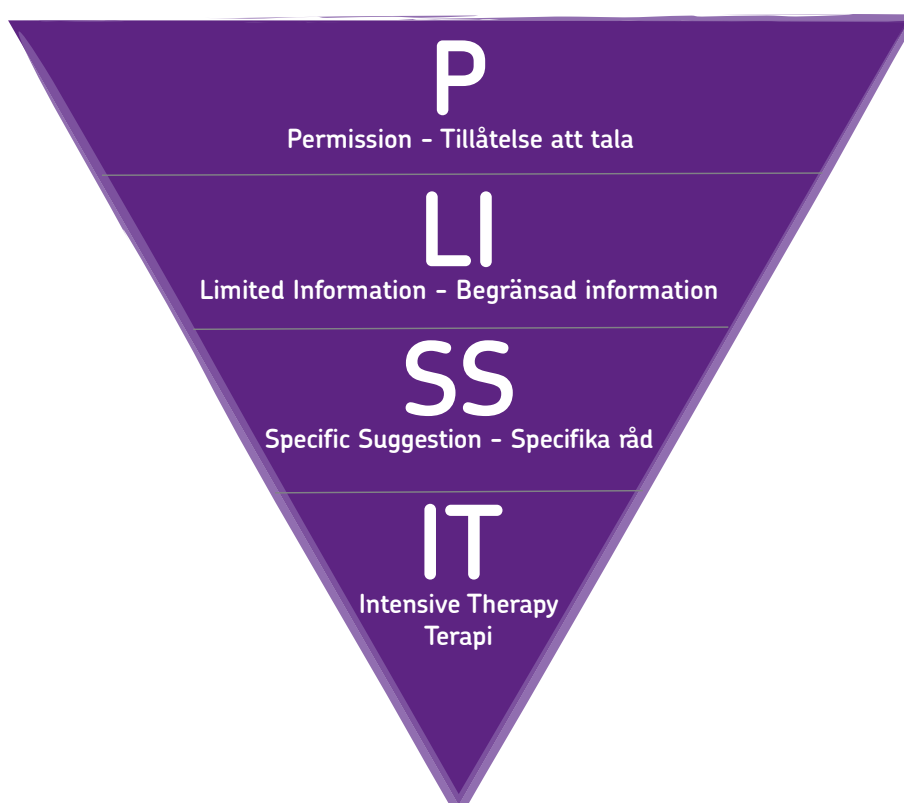 P
Permission - Tillåtelse att tala
LI
Limited Information - Begränsad information
SS
Specific Suggestion - Specifika råd
IT
Intensive Therapy
Terapi